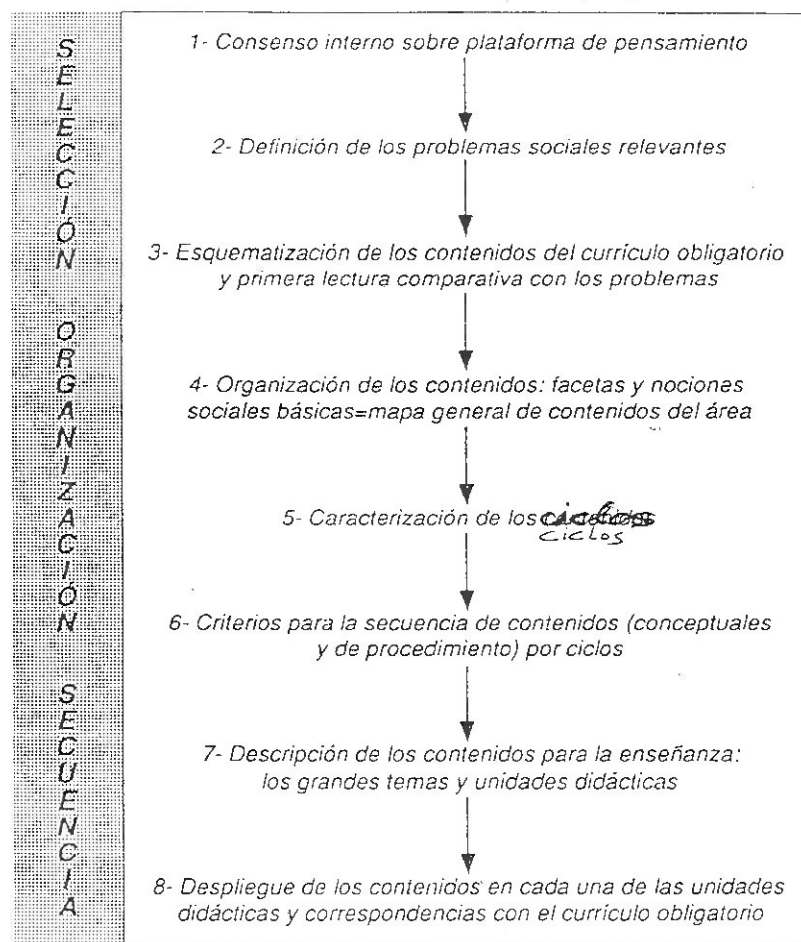 SELECCIÓN ORGANIZACIÓN SECUENCIA
1- Consenso interno sobre plataforma de pensamiento
2- Definición de los problemas sociales relevantes
3- Esquematización de los contenidos del currículo obligatorio
y primera lectura comparativa con los problemas
4- Organización de los contenidos: facetas y nociones
sociales básicas=mapa general de contenidos del área
5- Caracterización de los ciclos
ciclos
6- Criterios para la secuencia de contenidos (conceptuales
y de procedimiento) por ciclos
7- Descripción de los contenidos para la enseñanza:
los grandes temas y unidades didácticas
8- Despliegue de los contenidos en cada una de las unidades
didácticas y correspondencias con el currículo obligatorio